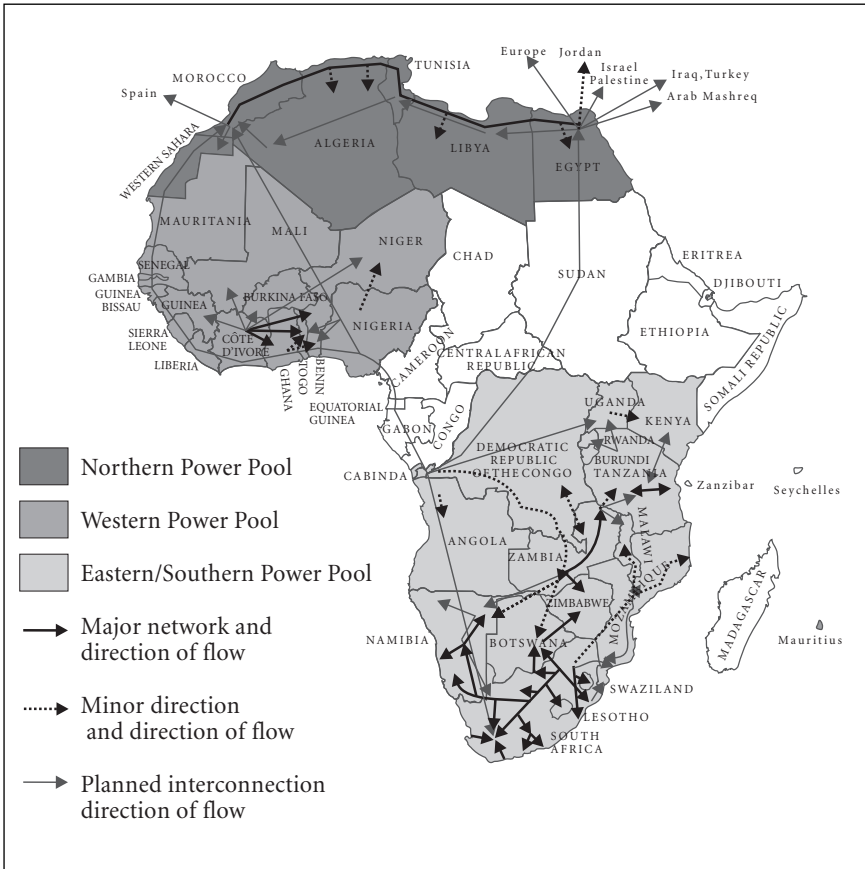 Europe
Jordan
Israel
Palestine
Iraq, Turkey
Arab Mashreq
TUNISIA
MOROCCO
Spain
WESTERN SAHARA
ALGERIA
LIBYA
EGYPT
MAURITANIA
MALI
NIGER
CHAD
SUDAN
ERITREA
DJIBOUTI
SENEGAL
GAMBIA
GUINEA
BISSAU
GUINEA
BURKINA FASO
NIGERIA
ETHIOPIA
SOMALI REPUBLIC
SIERRA
LEONE
LIBERIA
CÔTE
D'IVORE
GHANA
TOGO
BENIN
CAMEROON
CENTRALAFRICAN
REPUBLIC
EQUATORIAL
GUINEA
GABON
CONGO
UGANDA
KENYA
RWANDA
BURUNDI
DEMOCRATIC
REPUBLIC
OFTHECONGO
TANZANIA
CABINDA
Zanzibar
Seychelles
ANGOLA
ZAMBIA
MALAWI
MOZAMBIQUE
ZIMBABWE
NAMIBIA
BOTSWANA
MADAGASCAR
Mauritius
SWAZILAND
LESOTHO
SOUTH
AFRICA
Northern Power Pool
Western Power Pool
Eastern/Southern Power Pool
Major network and
direction of flow
Minor direction
and direction of flow
Planned interconnection
direction of flow